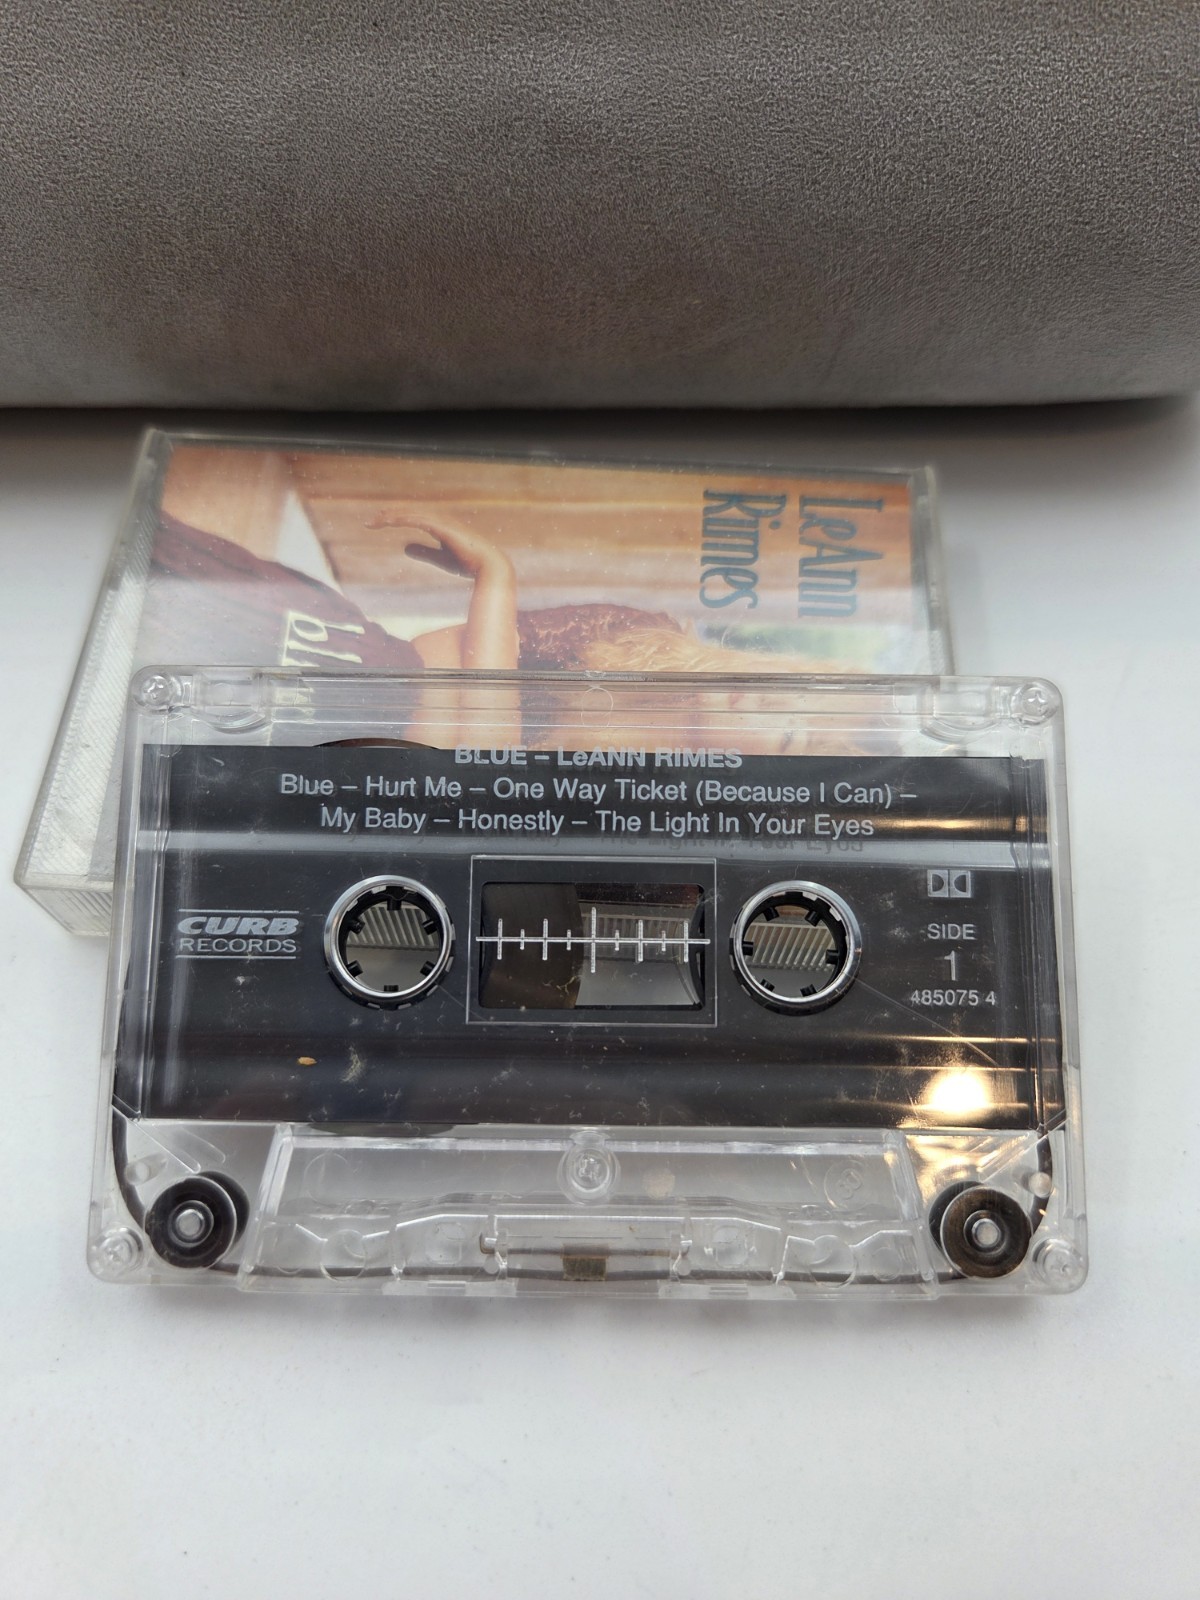 LeAnn
Rimes
BLUE – LeANN RIMES
Blue – Hurt Me – One Way Ticket (Because I Can) –
My Baby – Honestly – The Light In Your Eyes
CURB
RECORDS
SIDE
1
485075 4